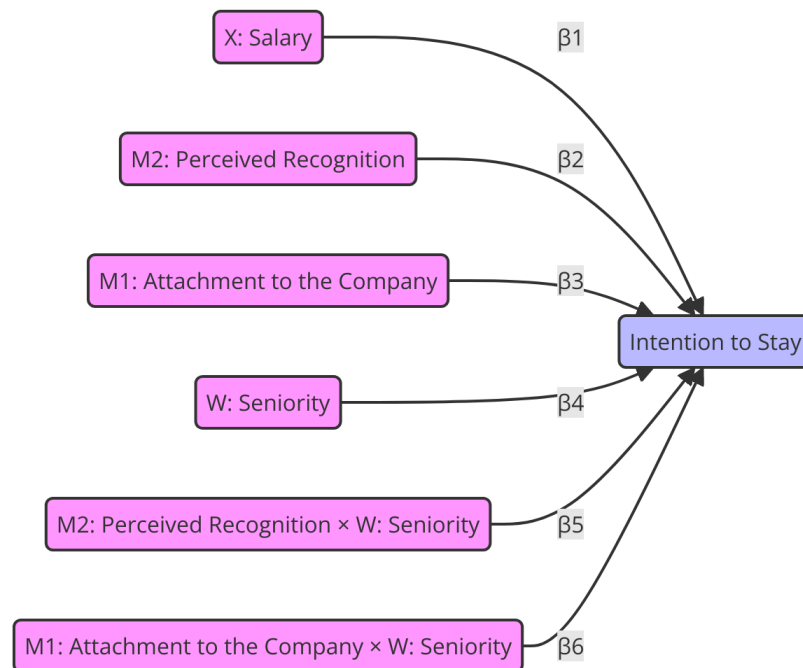 X: Salary
β1
M2: Perceived Recognition
β2
M1: Attachment to the Company
β3
Intention to Stay
W: Seniority
β4
M2: Perceived Recognition × W: Seniority
β5
M1: Attachment to the Company × W: Seniority
β6